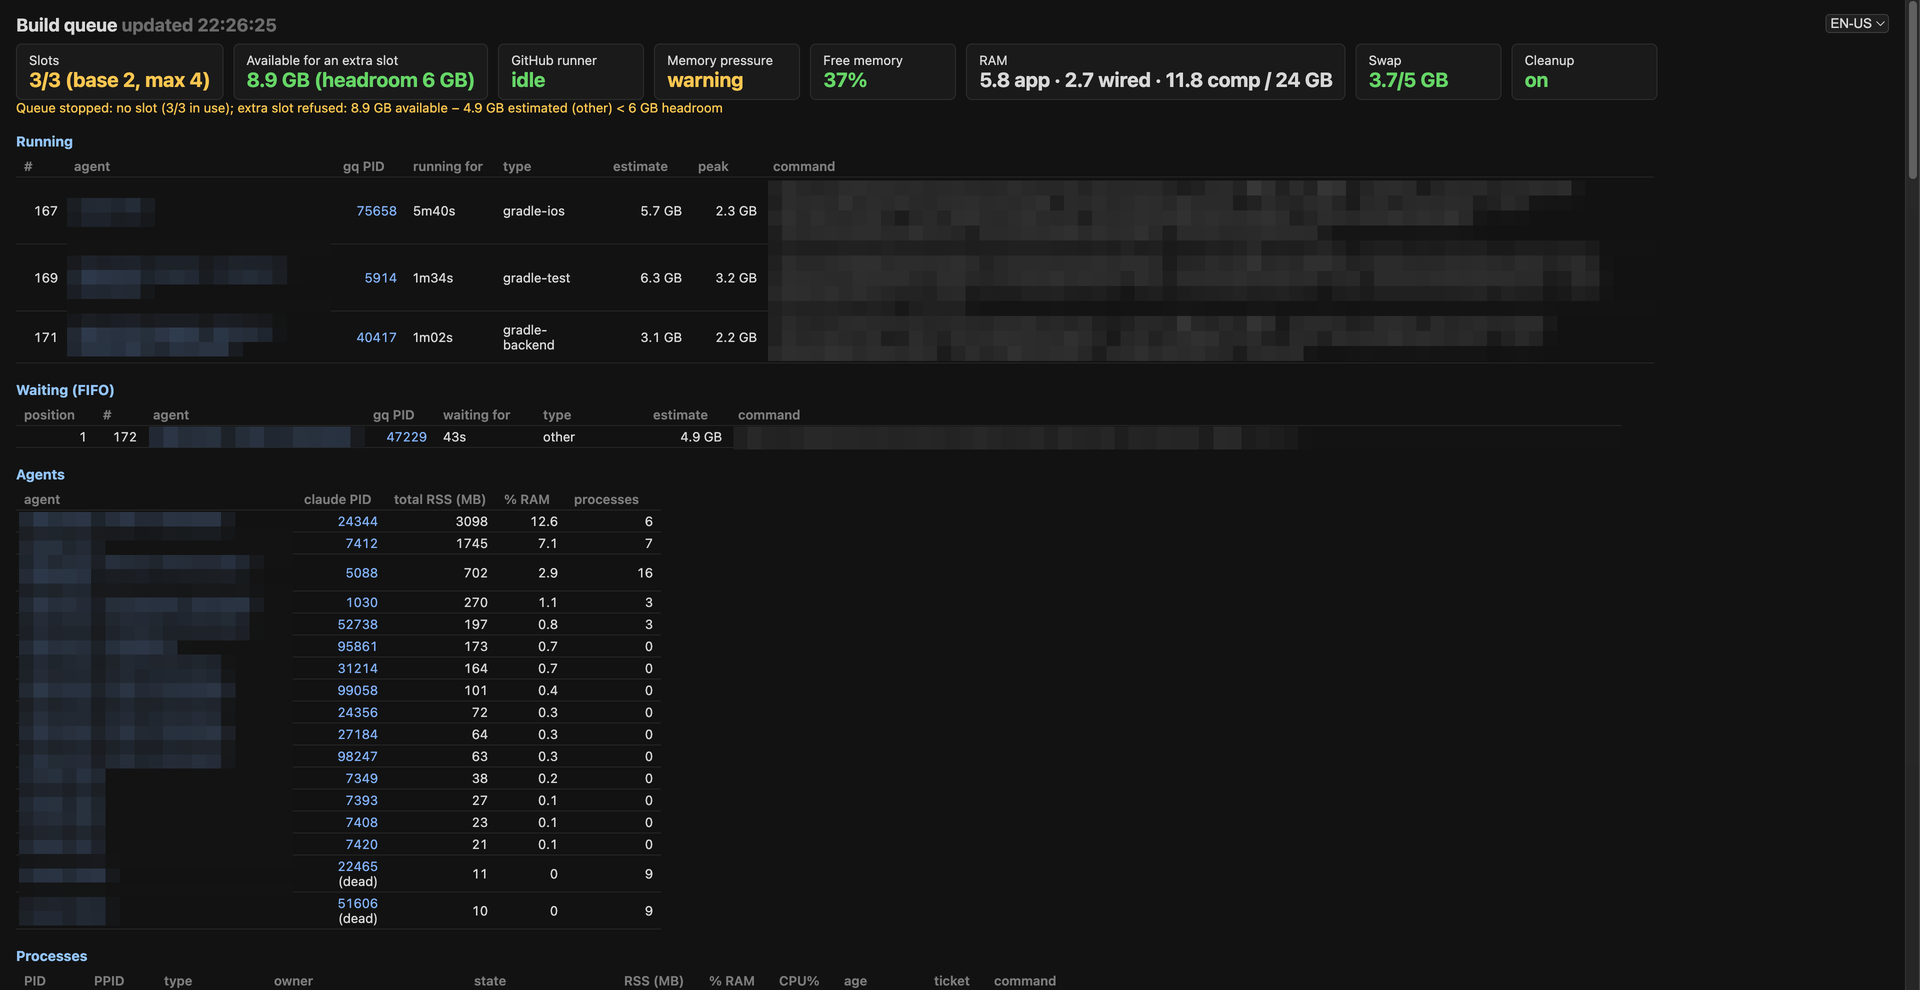 Build queue updated 22:26:25
EN-US
Slots
3/3 (base 2, max 4)
Available for an extra slot
8.9 GB (headroom 6 GB)
GitHub runner
idle
Memory pressure
warning
Free memory
37%
RAM
5.8 app · 2.7 wired · 11.8 comp / 24 GB
Swap
3.7/5 GB
Cleanup
on
Queue stopped: no slot (3/3 in use); extra slot refused: 8.9 GB available – 4.9 GB estimated (other) < 6 GB headroom
Running
# agent gq PID running for type estimate peak command
167 75658 5m40s gradle-ios 5.7 GB 2.3 GB
169 5914 1m34s gradle-test 6.3 GB 3.2 GB
171 40417 1m02s gradle-backend 3.1 GB 2.2 GB
Waiting (FIFO)
position # agent gq PID waiting for type estimate command
1 172 47229 43s other 4.9 GB
Agents
agent claude PID total RSS (MB) % RAM processes
24344 3098 12.6 6
7412 1745 7.1 7
5088 702 2.9 16
1030 270 1.1 3
52738 197 0.8 3
95861 173 0.7 0
31214 164 0.7 0
99058 101 0.4 0
24356 72 0.3 0
27184 64 0.3 0
98247 63 0.3 0
7349 38 0.2 0
7393 27 0.1 0
7408 23 0.1 0
7420 21 0.1 0
22465 (dead) 11 0 9
51606 (dead) 10 0 9
Processes
PID PPID type owner state RSS (MB) % RAM CPU% age ticket command